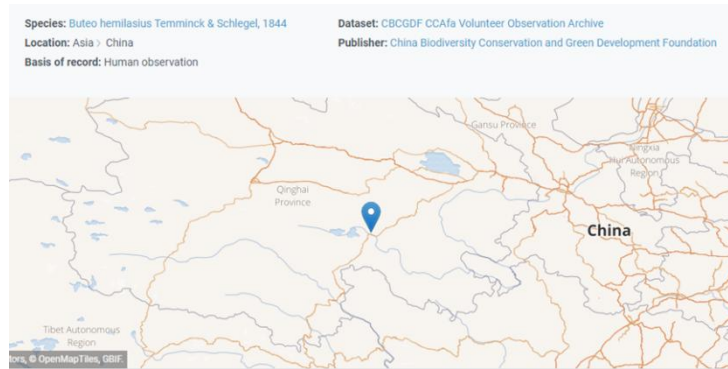 Species: Buteo hemilasius Temminck & Schlegel, 1844
Location: Asia > China
Basis of record: Human observation
Dataset: CBCGDF CCAfa Volunteer Observation Archive
Publisher: China Biodiversity Conservation and Green Development Foundation
Gansu Province
Ningxia
Hui Autonomous
Region
Qinghai
Province
China
Tibet Autonomous
Region
tors, © OpenMapTiles, GBIF.